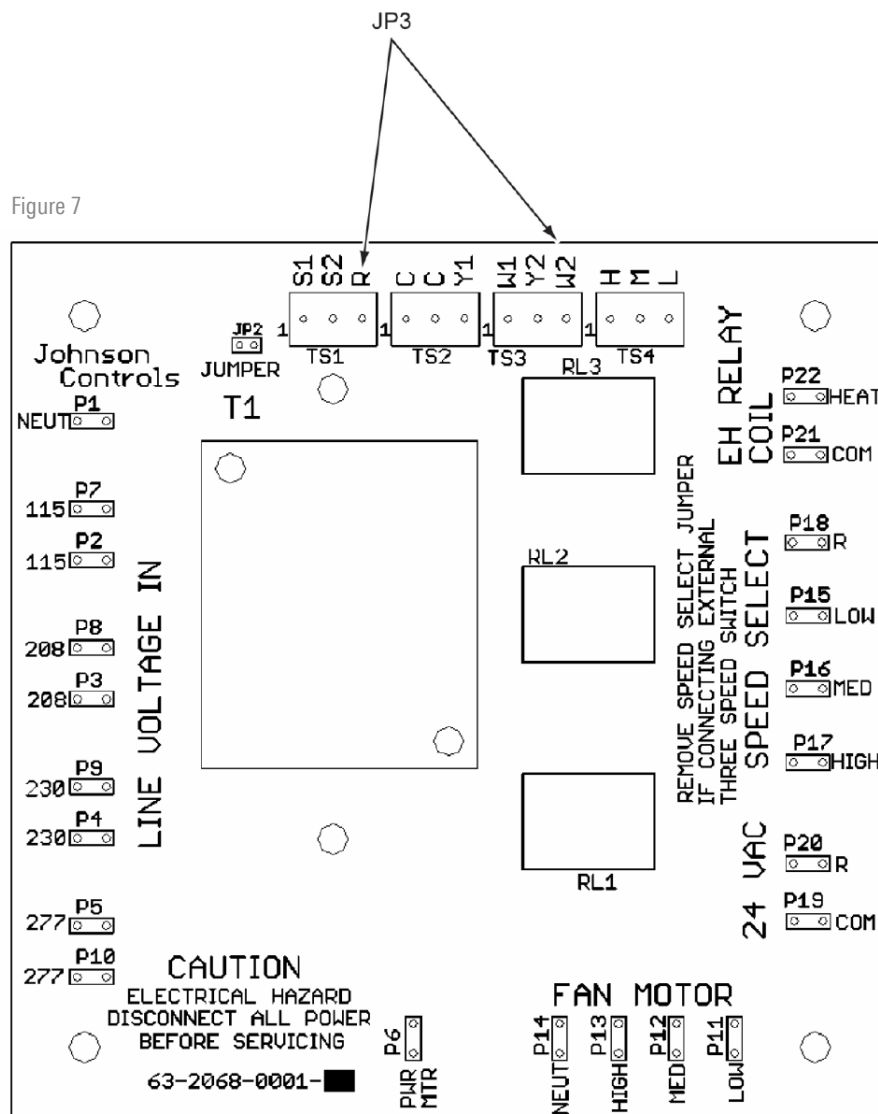 JP3
Figure 7
S1 S2 R C C Y1 W1 Y2 W2 H M L
JP2
1 1 1 1
TS1 TS2 TS3 TS4
JUMPER
Johnson
Controls
T1
NEUT P1
115 P7
115 P2
208 P8
208 P3
230 P9
230 P4
277 P5
277 P10
LINE VOLTAGE IN
RL3
RL2
RL1
REMOVE SPEED SELECT JUMPER
IF CONNECTING EXTERNAL
THREE SPEED SWITCH
EH RELAY
COIL
SPEED SELECT
24 VAC
P22 HEAT
P21 COM
P18 R
P15 LOW
P16 MED
P17 HIGH
P20 R
P19 COM
CAUTION
ELECTRICAL HAZARD
DISCONNECT ALL POWER
BEFORE SERVICING
63-2068-0001-
P6
PWR
MTR
FAN MOTOR
P14 P13 P12 P11
NEUT HIGH MED LOW